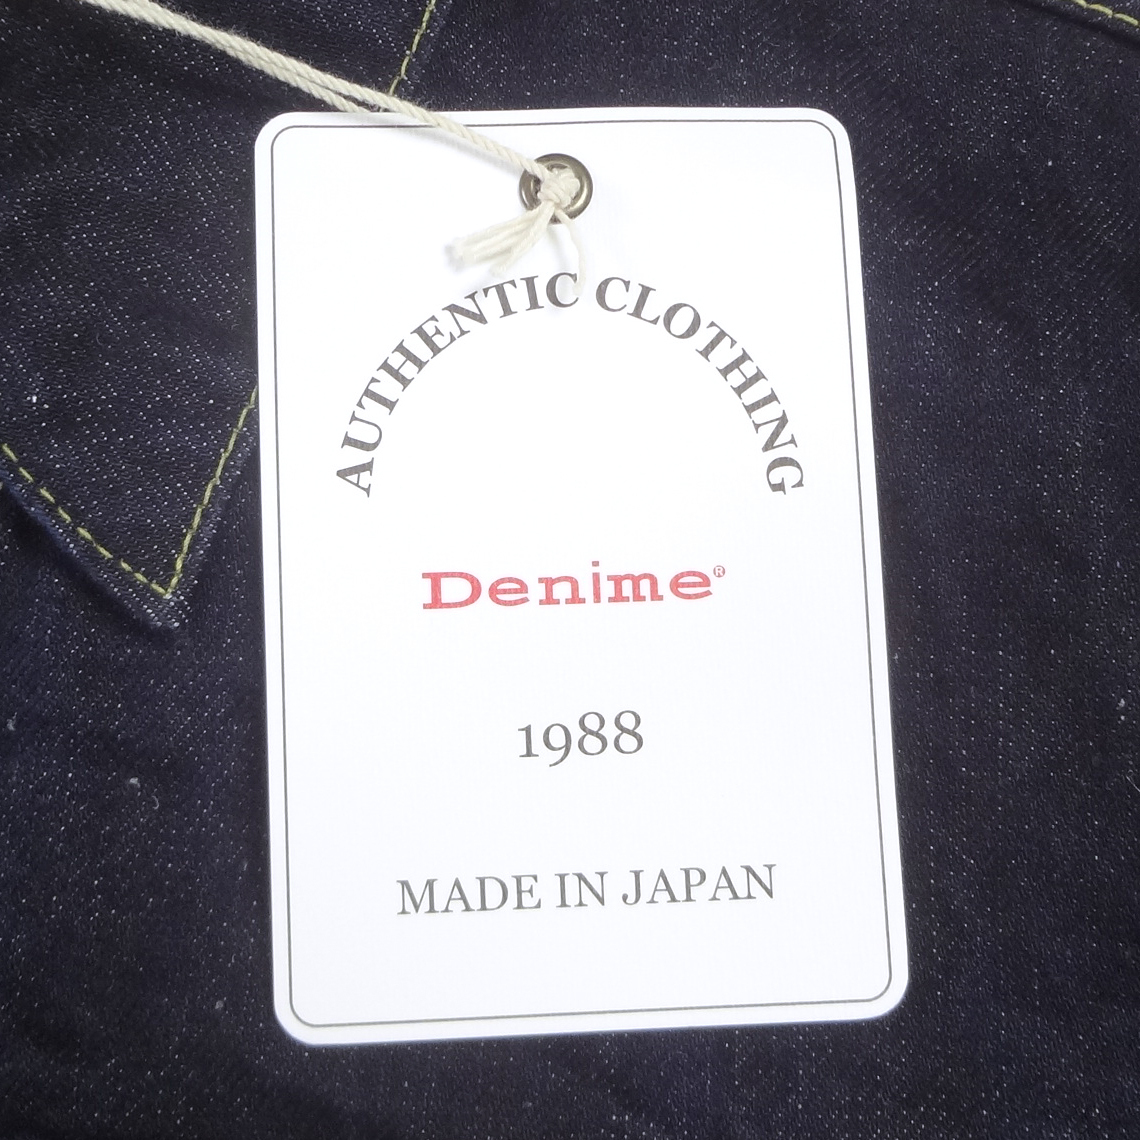 AUTHENTIC CLOTHING
Denime®
1988
MADE IN JAPAN